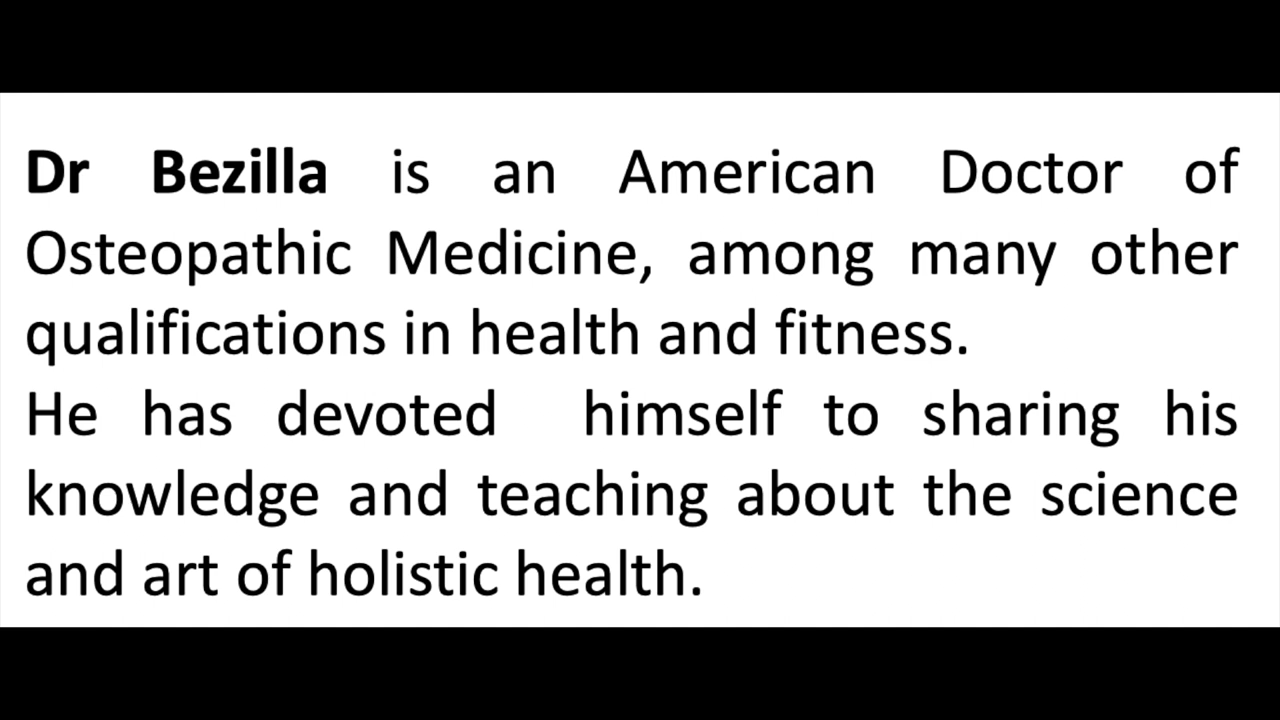 Dr Bezilla is an American Doctor of
Osteopathic Medicine, among many other
qualifications in health and fitness.
He has devoted himself to sharing his
knowledge and teaching about the science
and art of holistic health.